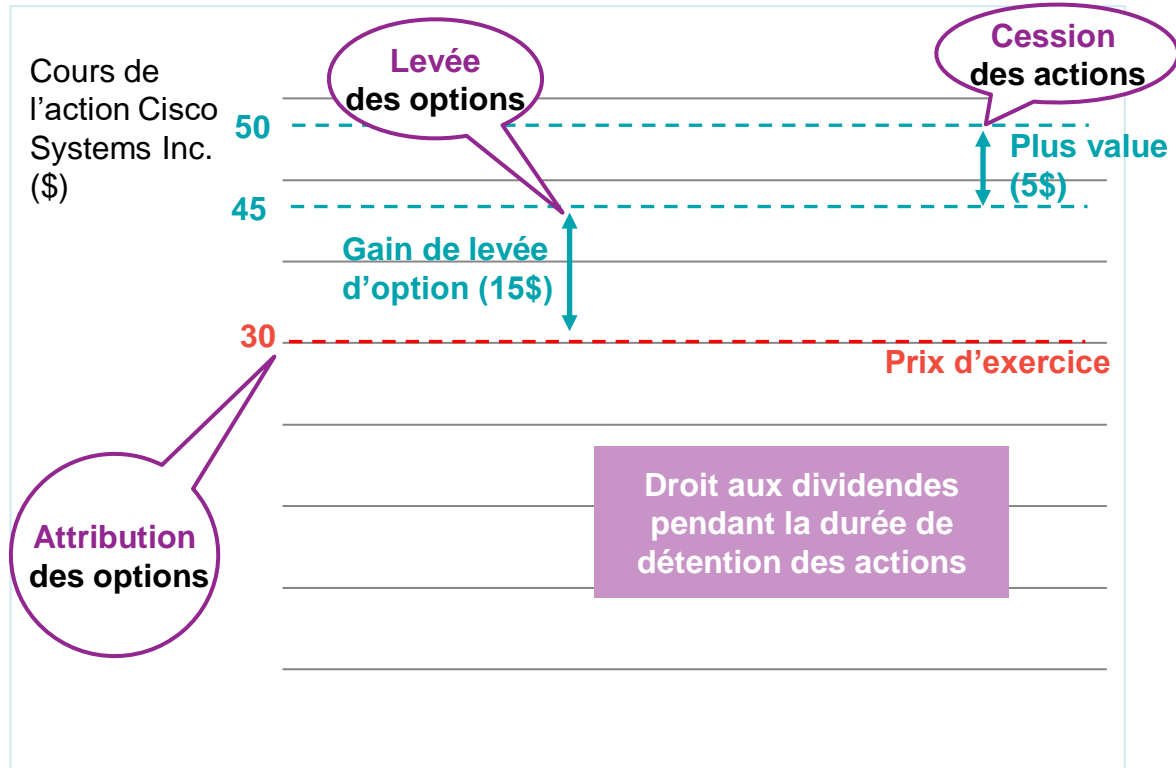 Cours de
l’action Cisco
Systems Inc.
($)
Levée
des options
Cession
des actions
50
Plus value
(5$)
45
Gain de levée
d’option (15$)
30
Prix d’exercice
Attribution
des options
Droit aux dividendes
pendant la durée de
détention des actions